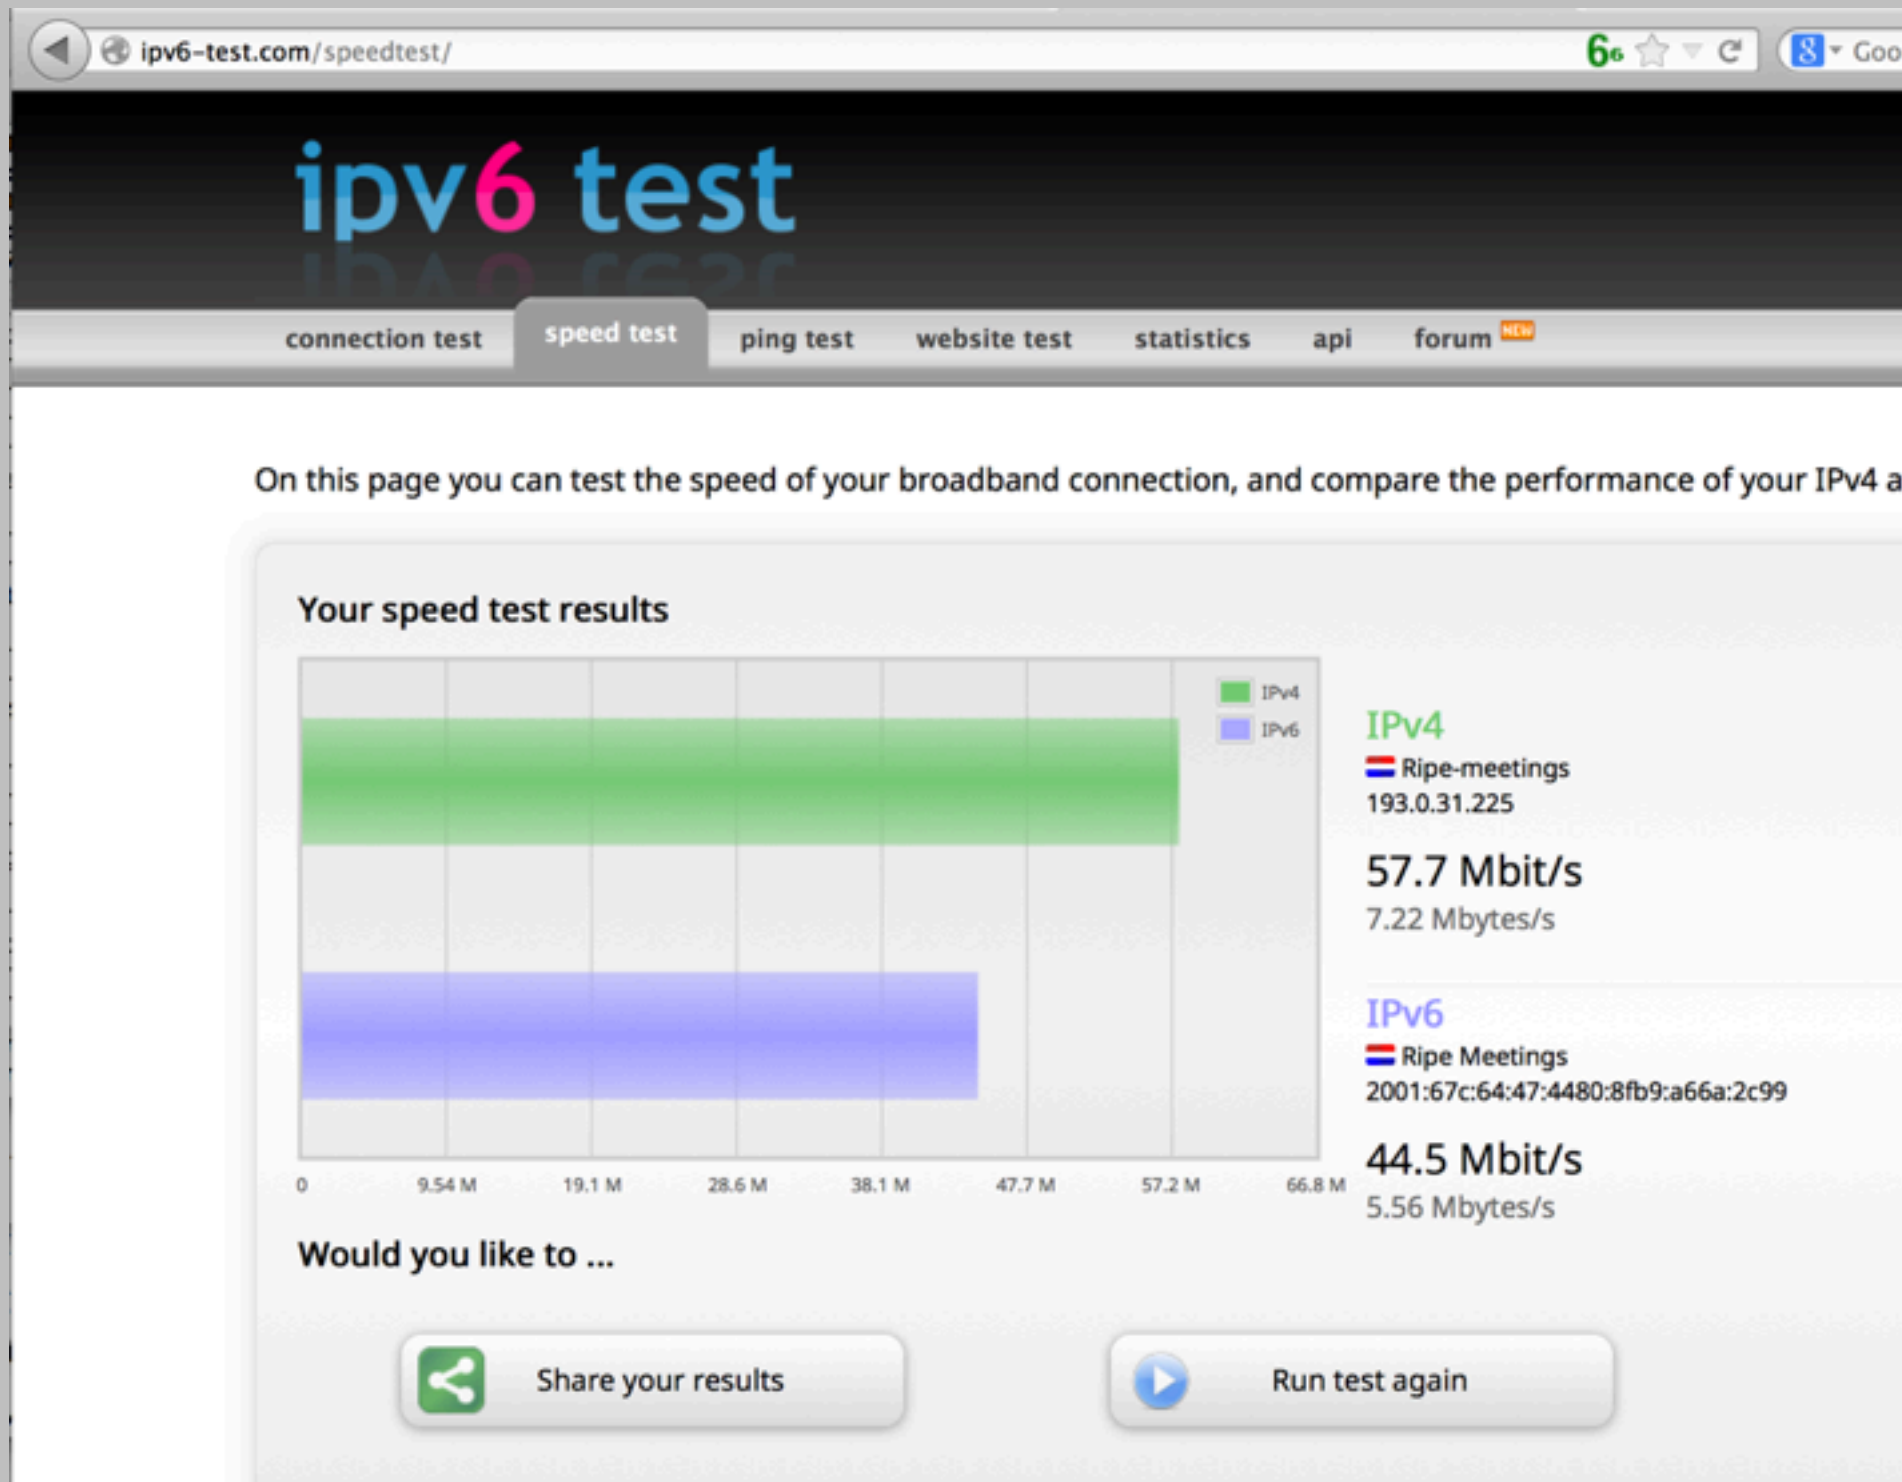 ipv6-test.com/speedtest/
66
8
Goo
ipv6 test
connection test
speed test
ping test
website test
statistics
api
forum NEW
On this page you can test the speed of your broadband connection, and compare the performance of your IPv4 a
Your speed test results
IPv4
IPv6
0 9.54 M 19.1 M 28.6 M 38.1 M 47.7 M 57.2 M 66.8 M
IPv4
Ripe-meetings
193.0.31.225
57.7 Mbit/s
7.22 Mbytes/s
IPv6
Ripe Meetings
2001:67c:64:47:4480:8fb9:a66a:2c99
44.5 Mbit/s
5.56 Mbytes/s
Would you like to ...
Share your results
Run test again